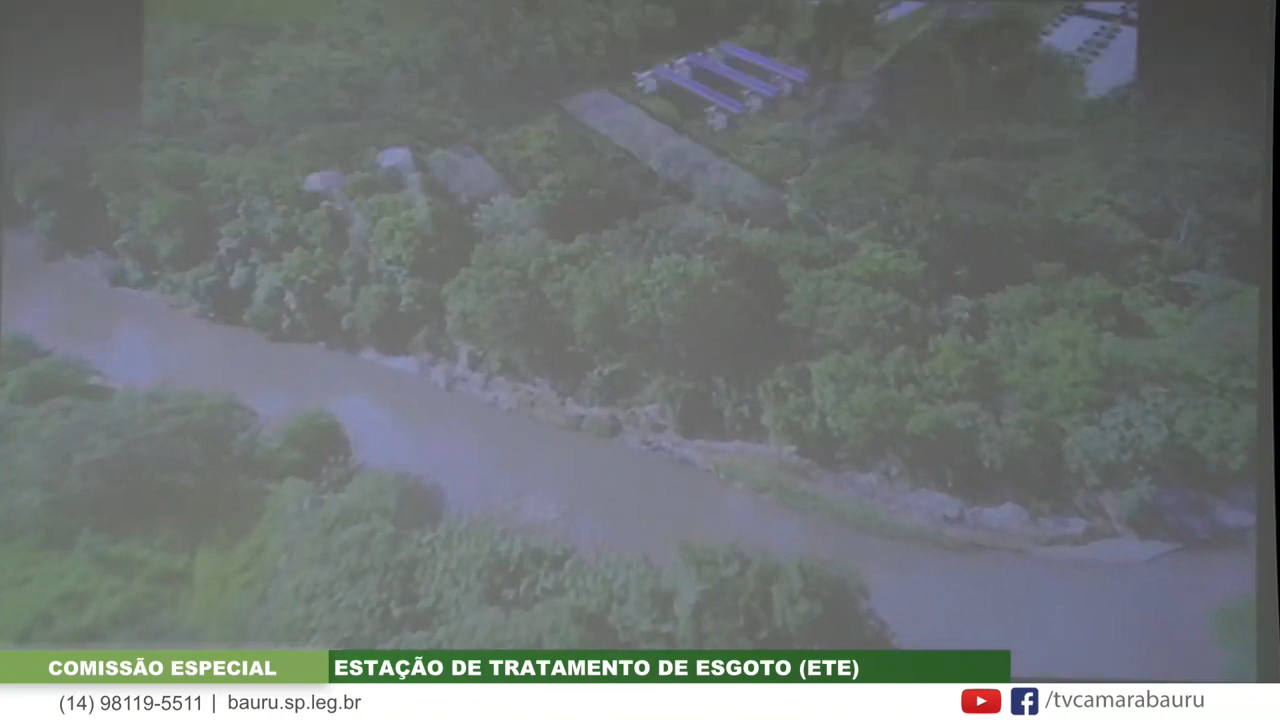 COMISSÃO ESPECIAL
ESTAÇÃO DE TRATAMENTO DE ESGOTO (ETE)
(14) 98119-5511 | bauru.sp.leg.br
/tvcamarabauru